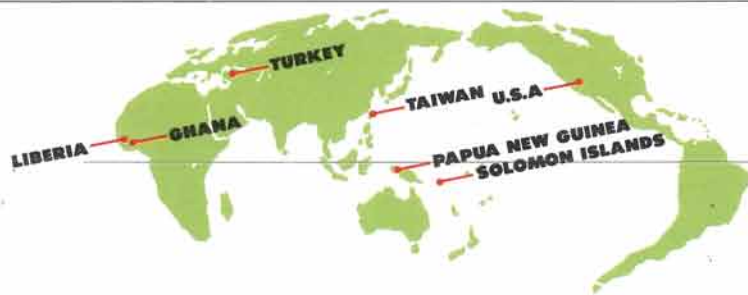 TURKEY
TAIWAN
U.S.A
LIBERIA
GHANA
PAPUA NEW GUINEA
SOLOMON ISLANDS